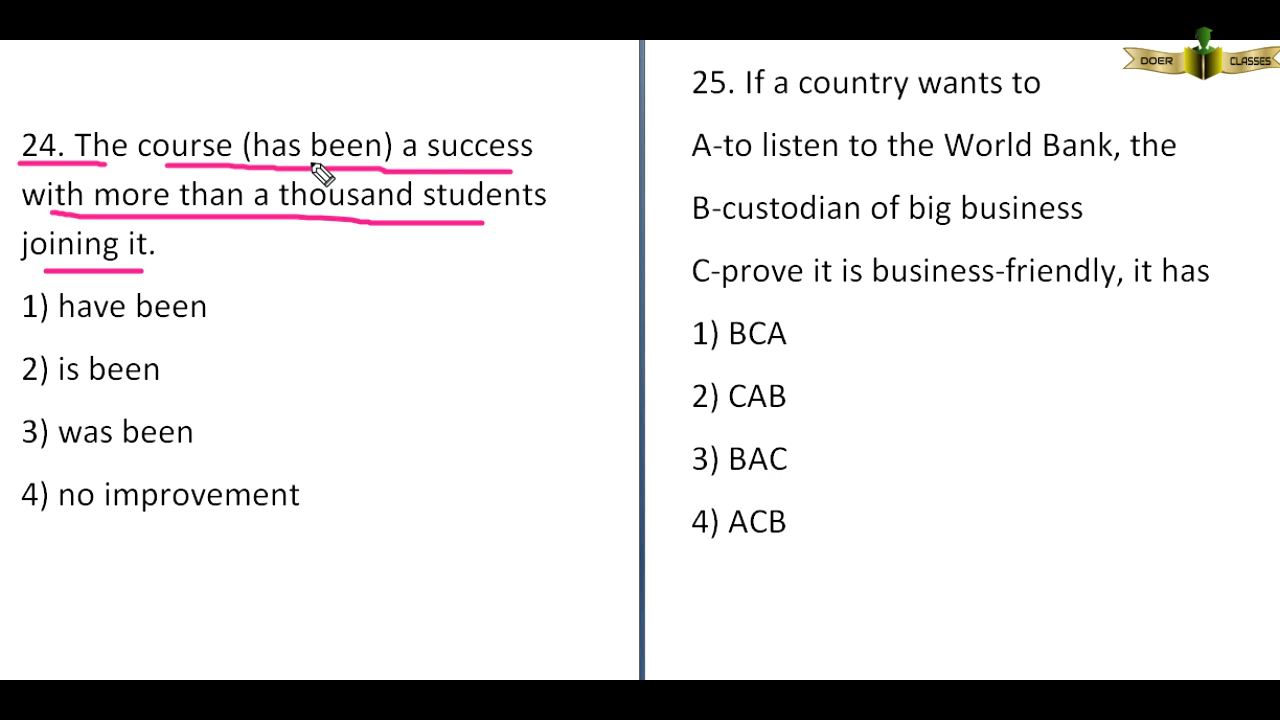 24. The course (has been) a success
with more than a thousand students
joining it.
1) have been
2) is been
3) was been
4) no improvement
DOER CLASSES
25. If a country wants to
A-to listen to the World Bank, the
B-custodian of big business
C-prove it is business-friendly, it has
1) BCA
2) CAB
3) BAC
4) ACB